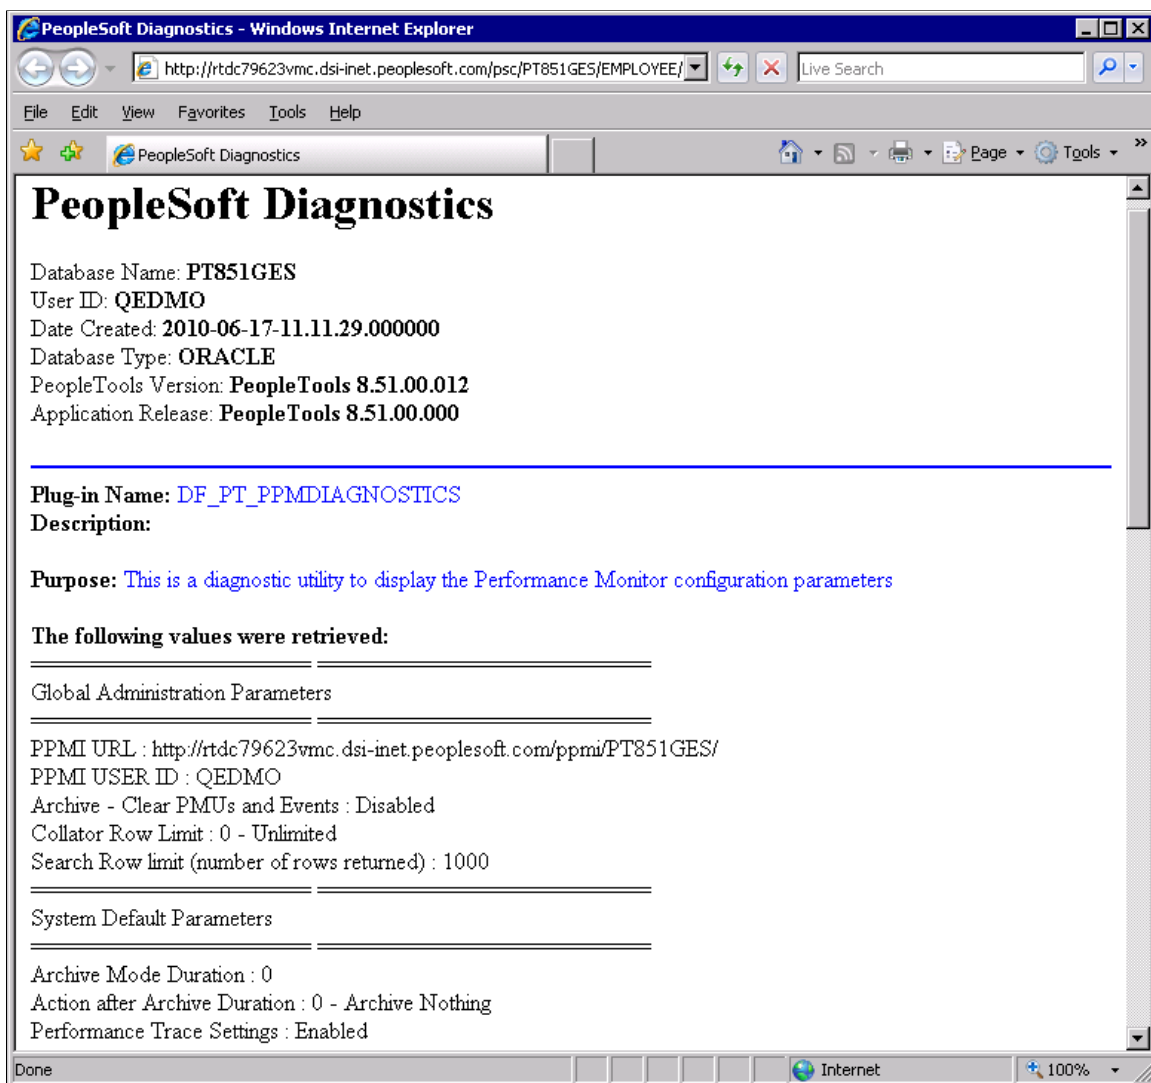 PeopleSoft Diagnostics - Windows Internet Explorer
http://rtdc79623vmc.dsi-inet.peoplesoft.com/psc/PT851GES/EMPLOYEE/
Live Search
File Edit View Favorites Tools Help
PeopleSoft Diagnostics
Page Tools »
PeopleSoft Diagnostics
Database Name: PT851GES
User ID: QEDMO
Date Created: 2010-06-17-11.11.29.000000
Database Type: ORACLE
PeopleTools Version: PeopleTools 8.51.00.012
Application Release: PeopleTools 8.51.00.000
Plug-in Name: DF_PT_PPMDIAGNOSTICS
Description:
Purpose: This is a diagnostic utility to display the Performance Monitor configuration parameters
The following values were retrieved:
Global Administration Parameters
PPMI URL : http://rtdc79623vmc.dsi-inet.peoplesoft.com/ppmi/PT851GES/
PPMI USER ID : QEDMO
Archive - Clear PMUs and Events : Disabled
Collator Row Limit : 0 - Unlimited
Search Row limit (number of rows returned) : 1000
System Default Parameters
Archive Mode Duration : 0
Action after Archive Duration : 0 - Archive Nothing
Performance Trace Settings : Enabled
Done
Internet
100%